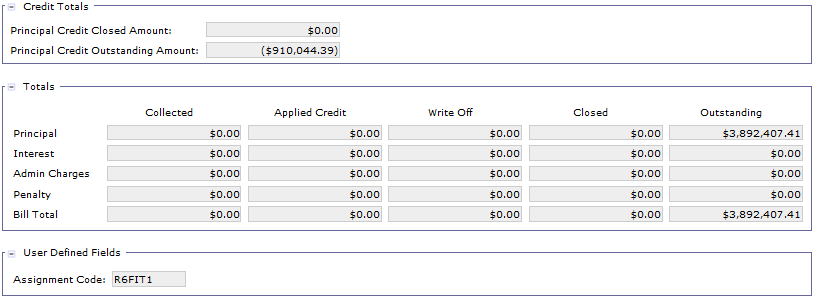 Credit Totals
Principal Credit Closed Amount: $0.00
Principal Credit Outstanding Amount: ($910,044.39)
Totals
Collected Applied Credit Write Off Closed Outstanding
Principal $0.00 $0.00 $0.00 $0.00 $3,892,407.41
Interest $0.00 $0.00 $0.00 $0.00 $0.00
Admin Charges $0.00 $0.00 $0.00 $0.00 $0.00
Penalty $0.00 $0.00 $0.00 $0.00 $0.00
Bill Total $0.00 $0.00 $0.00 $0.00 $3,892,407.41
User Defined Fields
Assignment Code: R6FIT1